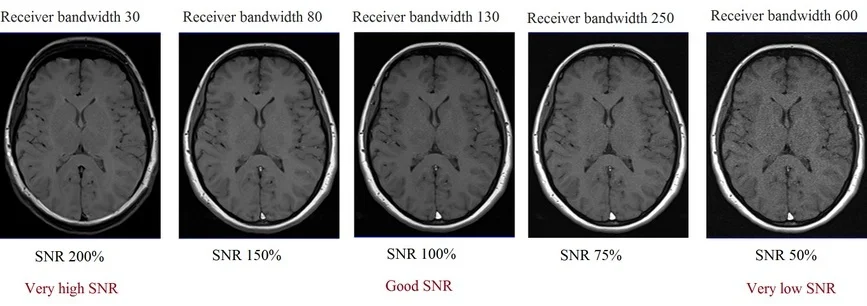 Receiver bandwidth 30
Receiver bandwidth 80
Receiver bandwidth 130
Receiver bandwidth 250
Receiver bandwidth 600
SNR 200%
SNR 150%
SNR 100%
SNR 75%
SNR 50%
Very high SNR
Good SNR
Very low SNR